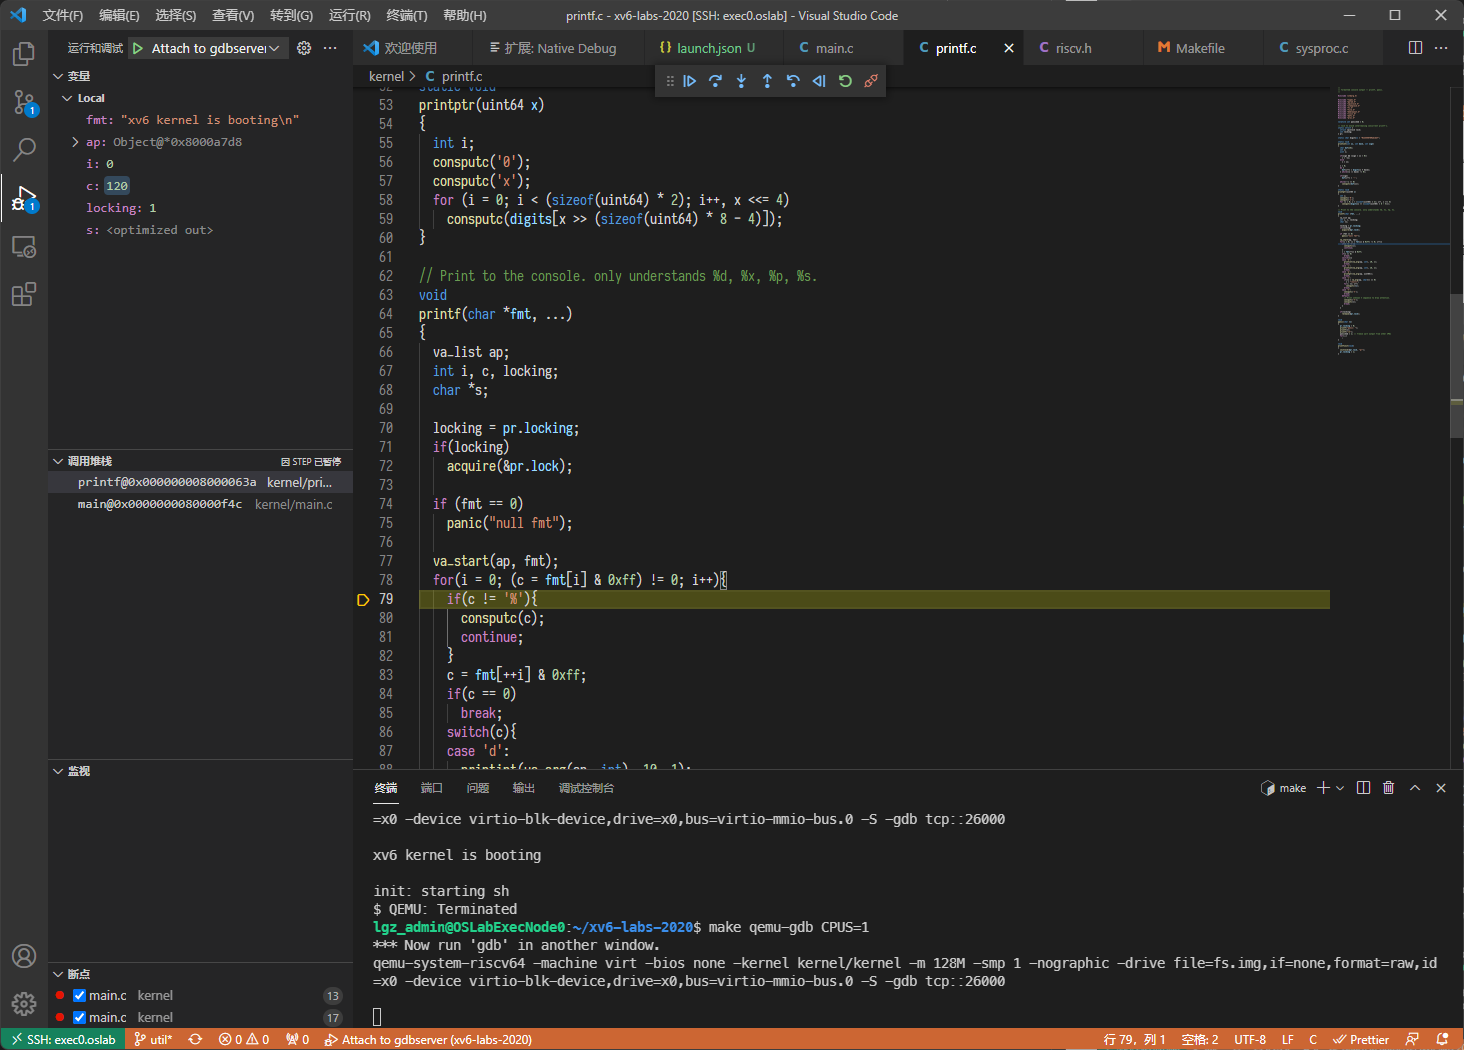 文件(F) 编辑(E) 选择(S) 查看(V) 转到(G) 运行(R) 终端(T) 帮助(H) printf.c - xv6-labs-2020 [SSH: exec0.oslab] - Visual Studio Code
运行和调试 Attach to gdbserver
欢迎使用 扩展: Native Debug {} launch.json U C main.c C printf.c C riscv.h M Makefile C sysproc.c
kernel > C printf.c
变量
Local
fmt: "xv6 kernel is booting\n"
ap: Object@*0x8000a7d8
i: 0
c: 120
locking: 1
s: <optimized out>
调用堆栈 因 STEP 已暂停
printf@0x000000008000063a kernel/pri...
main@0x0000000080000f4c kernel/main.c
监视
断点
main.c kernel 13
main.c kernel 17
52 static void
53 printptr(uint64 x)
54 {
55 int i;
56 consputc('0');
57 consputc('x');
58 for (i = 0; i < (sizeof(uint64) * 2); i++, x <<= 4)
59 consputc(digits[x >> (sizeof(uint64) * 8 - 4)]);
60 }
61
62 // Print to the console. only understands %d, %x, %p, %s.
63 void
64 printf(char *fmt, ...)
65 {
66 va_list ap;
67 int i, c, locking;
68 char *s;
69
70 locking = pr.locking;
71 if(locking)
72 acquire(&pr.lock);
73
74 if (fmt == 0)
75 panic("null fmt");
76
77 va_start(ap, fmt);
78 for(i = 0; (c = fmt[i] & 0xff) != 0; i++){
79 if(c != '%'){
80 consputc(c);
81 continue;
82 }
83 c = fmt[++i] & 0xff;
84 if(c == 0)
85 break;
86 switch(c){
87 case 'd':
88 printint(va_arg(ap, int), 10, 1);
终端 端口 问题 输出 调试控制台 make
=x0 -device virtio-blk-device,drive=x0,bus=virtio-mmio-bus.0 -S -gdb tcp::26000
xv6 kernel is booting
init: starting sh
$ QEMU: Terminated
lgz_admin@OSLabExecNode0:~/xv6-labs-2020$ make qemu-gdb CPUS=1
*** Now run 'gdb' in another window.
qemu-system-riscv64 -machine virt -bios none -kernel kernel/kernel -m 128M -smp 1 -nographic -drive file=fs.img,if=none,format=raw,id
=x0 -device virtio-blk-device,drive=x0,bus=virtio-mmio-bus.0 -S -gdb tcp::26000
SSH: exec0.oslab util* 0 0 0 Attach to gdbserver (xv6-labs-2020) 行 79, 列 1 空格: 2 UTF-8 LF C Prettier